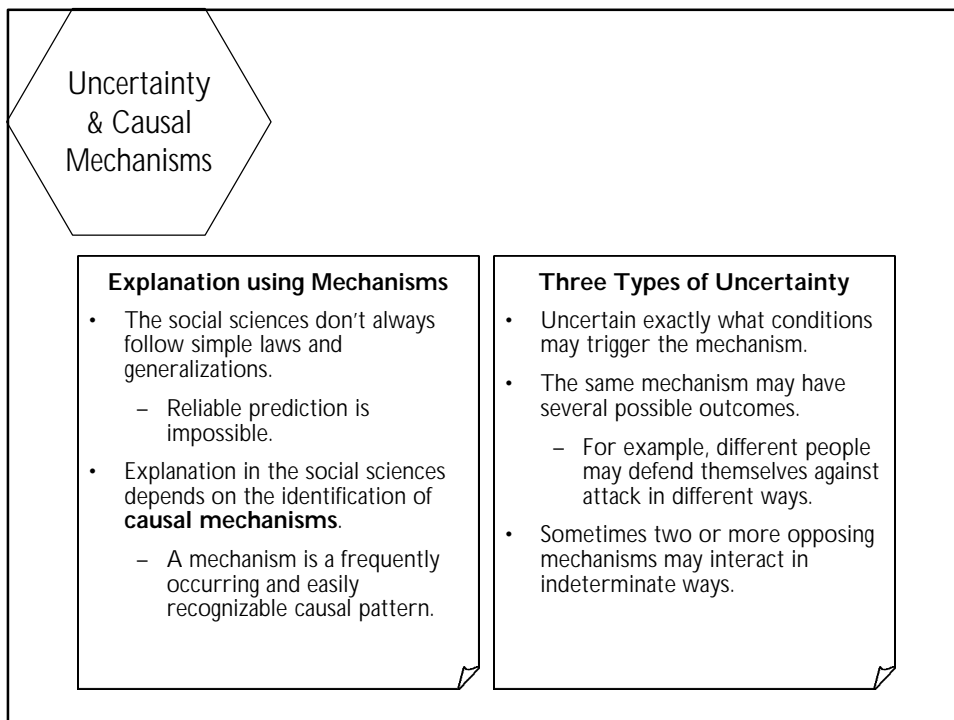 Uncertainty
& Causal
Mechanisms
Explanation using Mechanisms
• The social sciences don't always
follow simple laws and
generalizations.
– Reliable prediction is
impossible.
• Explanation in the social sciences
depends on the identification of
causal mechanisms.
– A mechanism is a frequently
occurring and easily
recognizable causal pattern.
Three Types of Uncertainty
• Uncertain exactly what conditions
may trigger the mechanism.
• The same mechanism may have
several possible outcomes.
– For example, different people
may defend themselves against
attack in different ways.
• Sometimes two or more opposing
mechanisms may interact in
indeterminate ways.